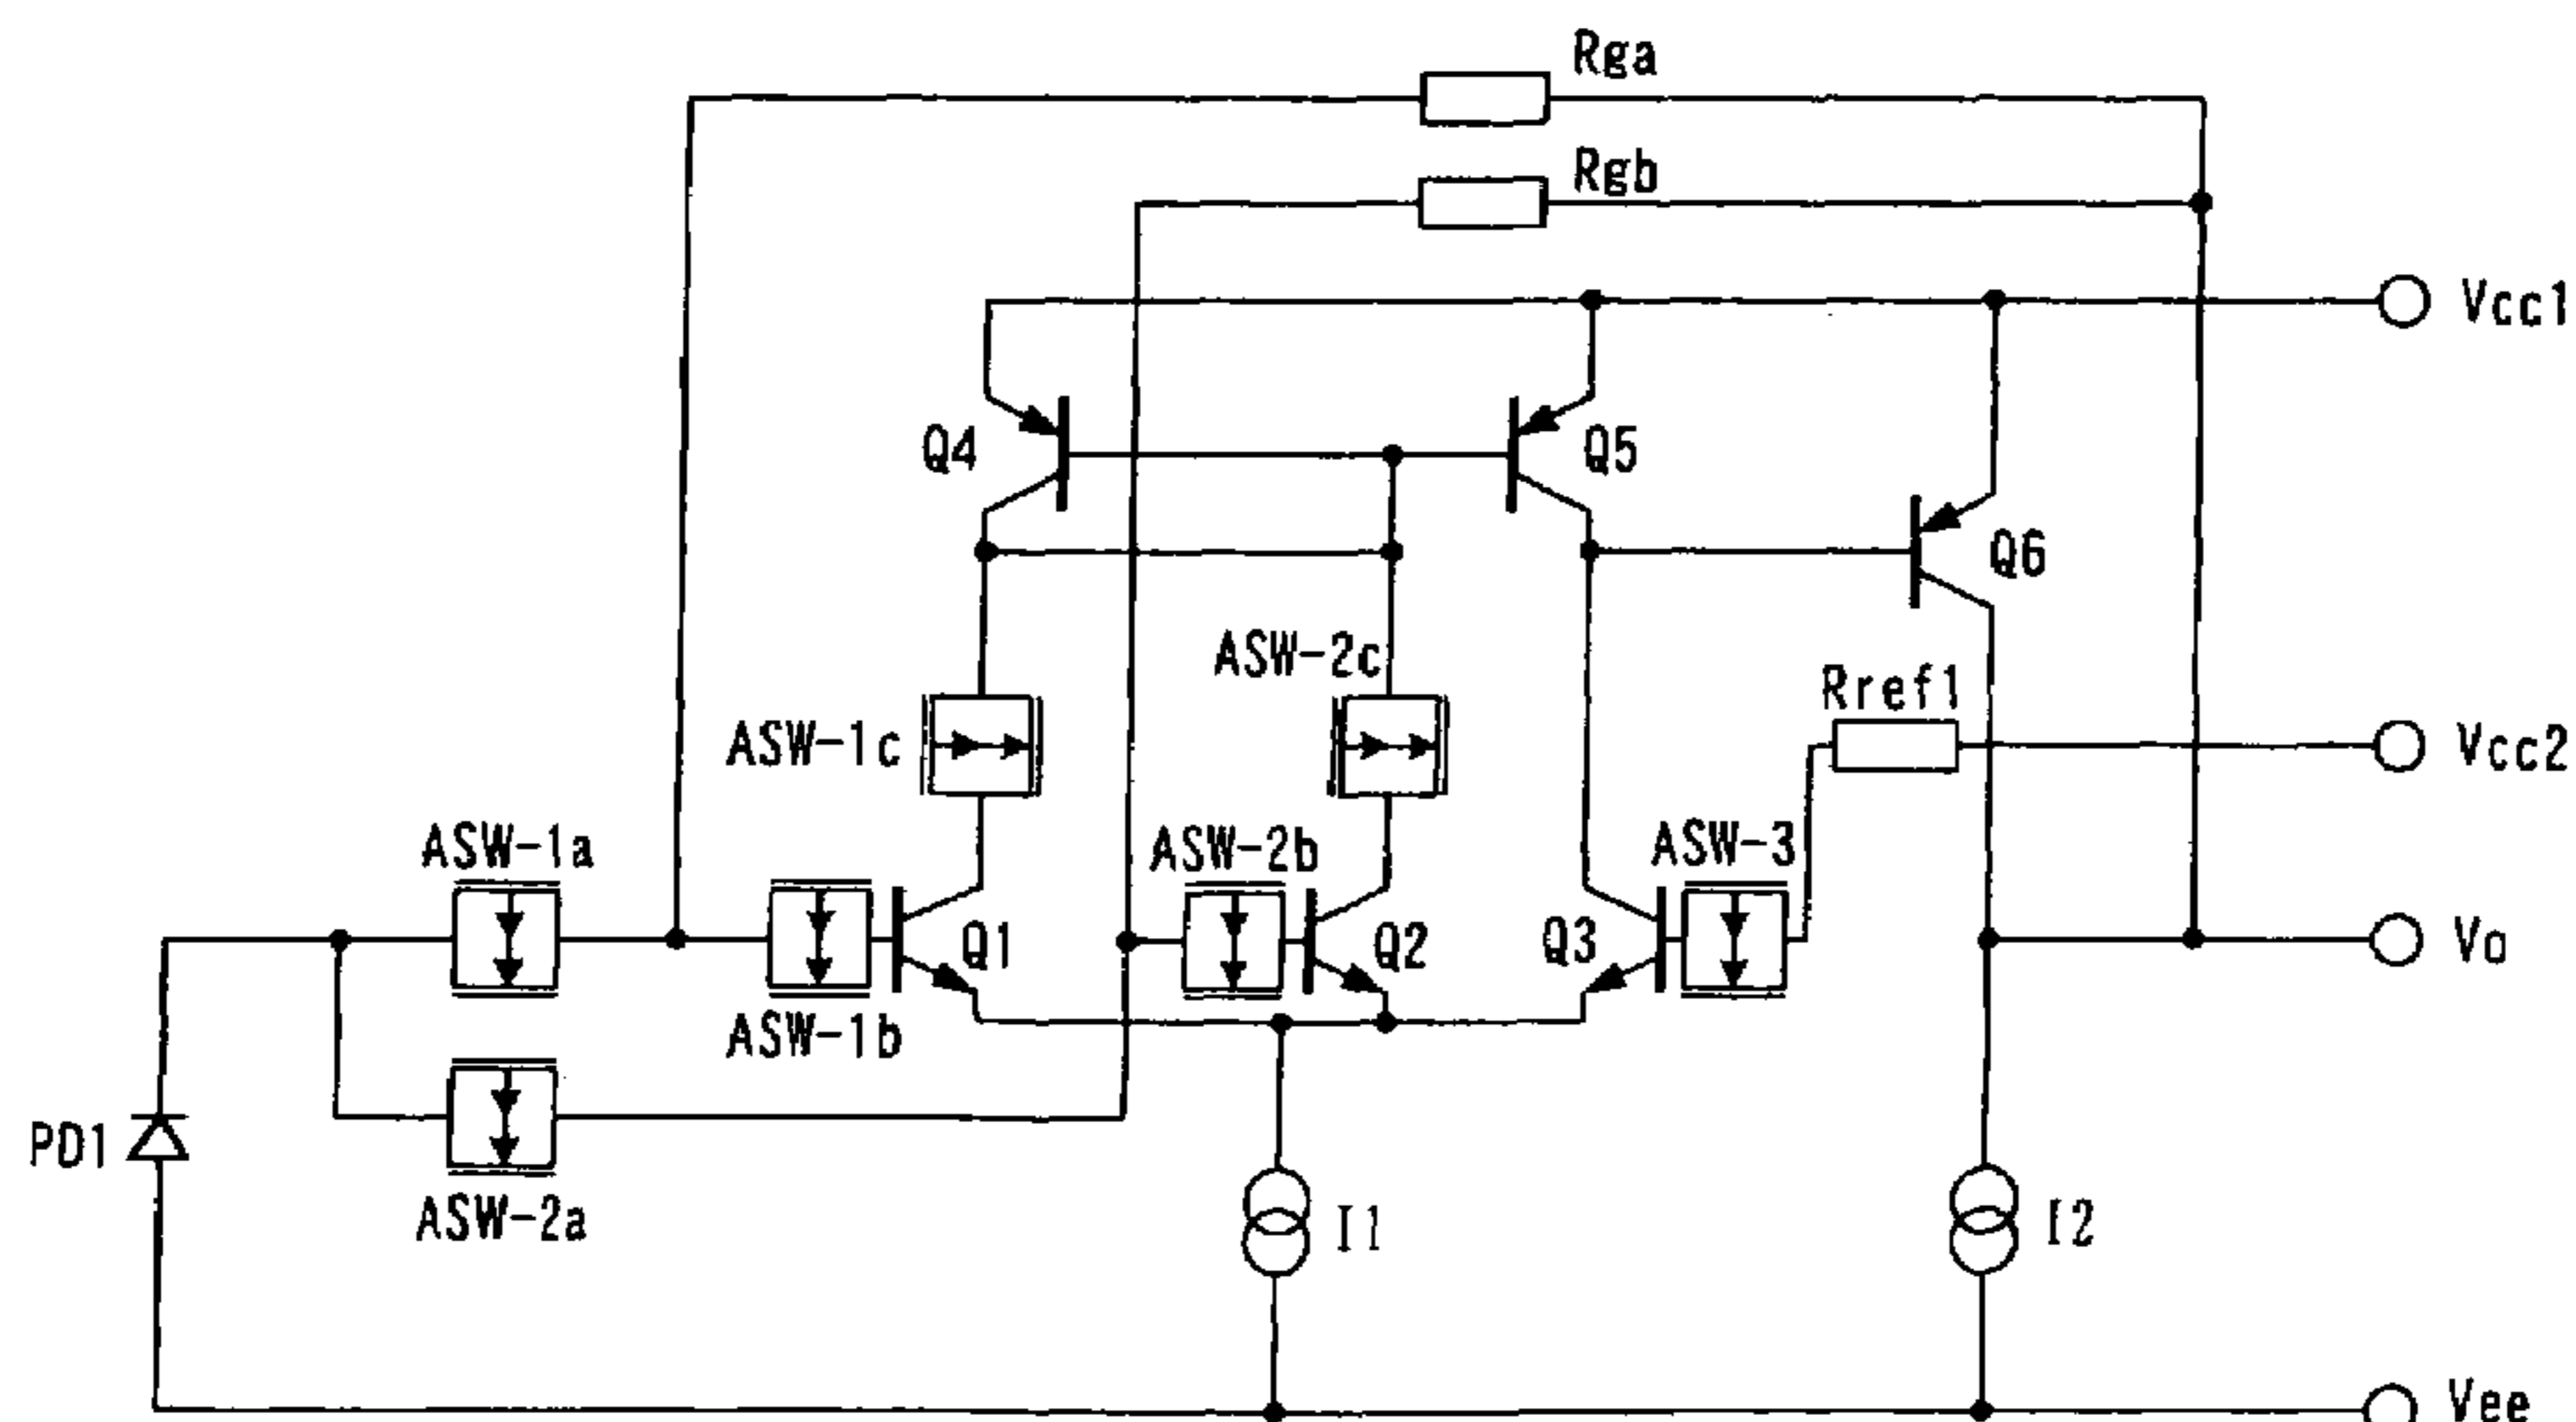 Rga
Rgb
Vcc1
Q4
Q5
Q6
ASW-2c
Rref1
ASW-1c
Vcc2
ASW-1a
ASW-2b
ASW-3
Q1
Q2
Q3
Vo
ASW-1b
PD1
ASW-2a
I1
I2
Vee